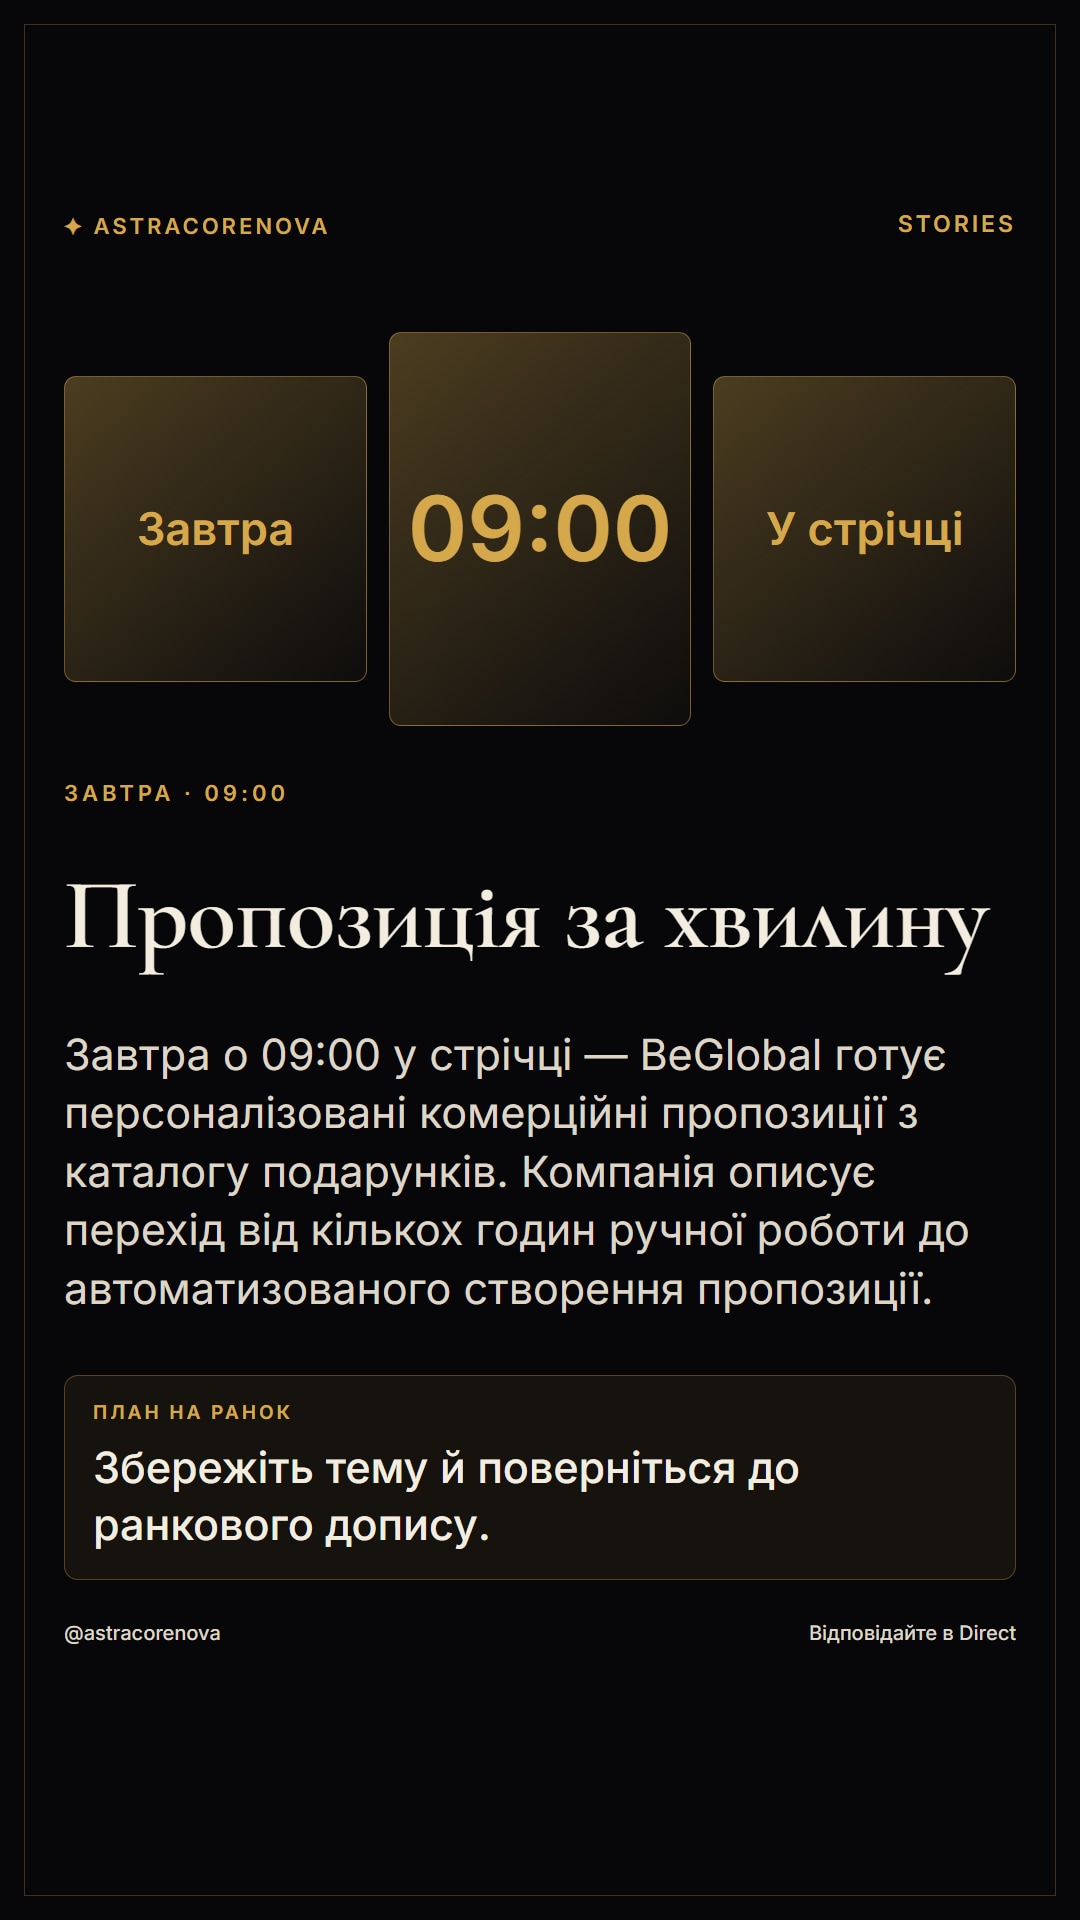 ✦ ASTRACORENOVA
STORIES
Завтра
09:00
У стрічці
ЗАВТРА · 09:00
Пропозиція за хвилину
Завтра о 09:00 у стрічці — BeGlobal готує
персоналізовані комерційні пропозиції з
каталогу подарунків. Компанія описує
перехід від кількох годин ручної роботи до
автоматизованого створення пропозиції.
ПЛАН НА РАНОК
Збережіть тему й поверніться до
ранкового допису.
@astracorenova
Відповідайте в Direct